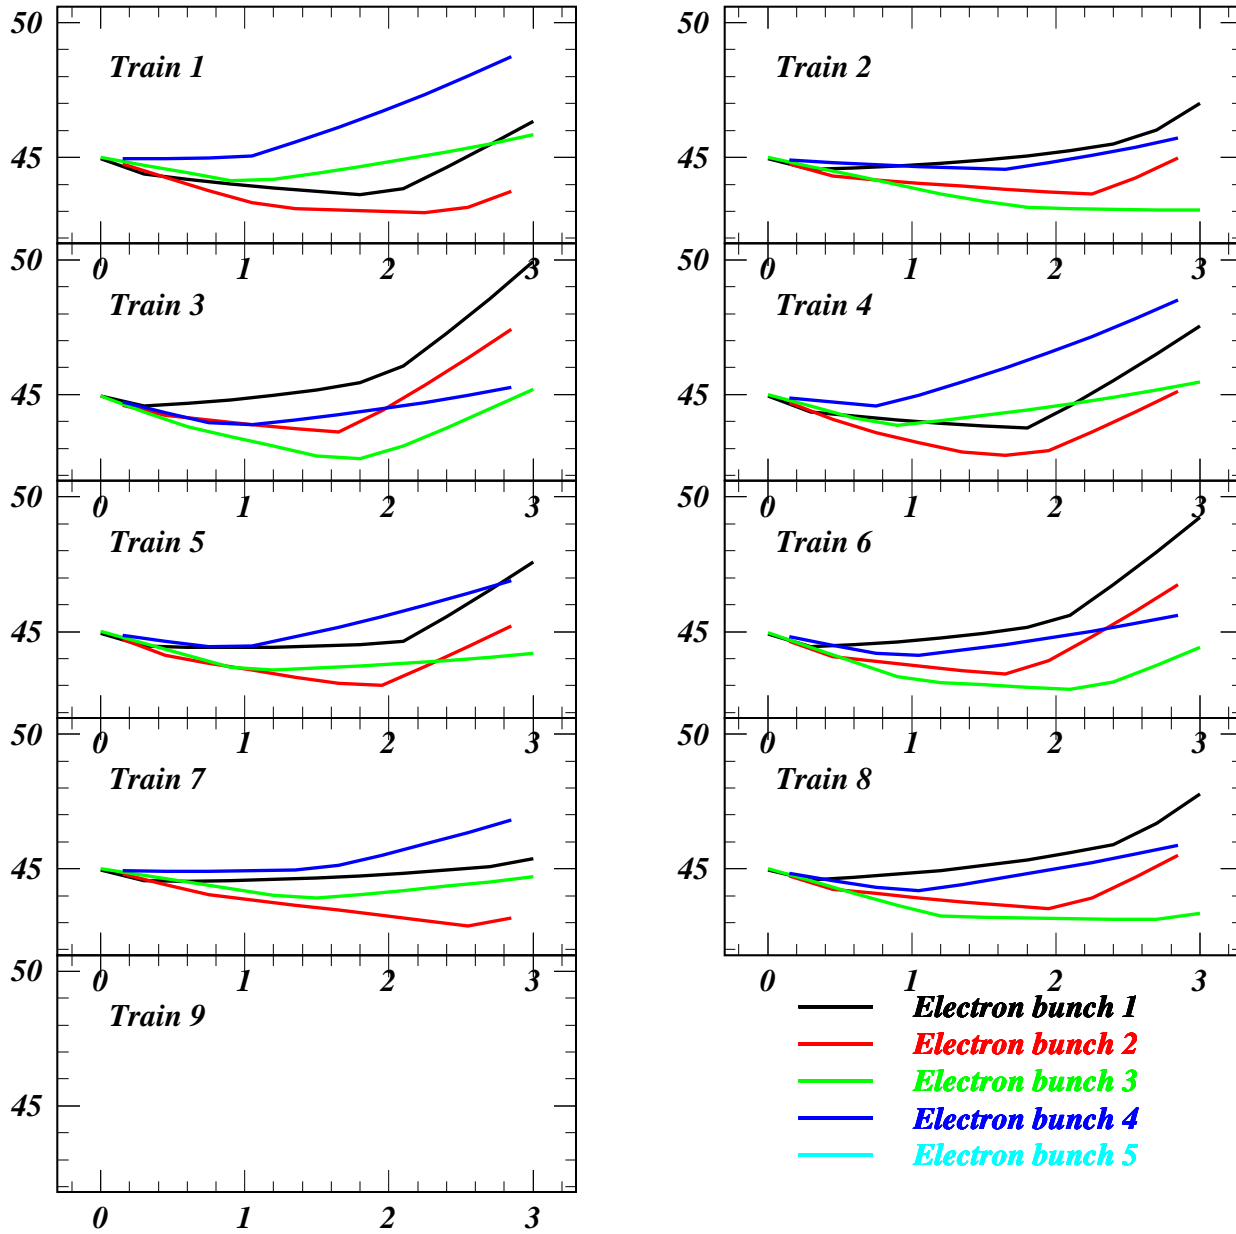 50 50
Train 1 Train 2
45 45
0 1 2 3 0 1 2 3
50 50
Train 3 Train 4
45 45
0 1 2 3 0 1 2 3
50 50
Train 5 Train 6
45 45
0 1 2 3 0 1 2 3
50 50
Train 7 Train 8
45 45
0 1 2 3 0 1 2 3
50
Train 9
45
0 1 2 3
Electron bunch 1
Electron bunch 2
Electron bunch 3
Electron bunch 4
Electron bunch 5